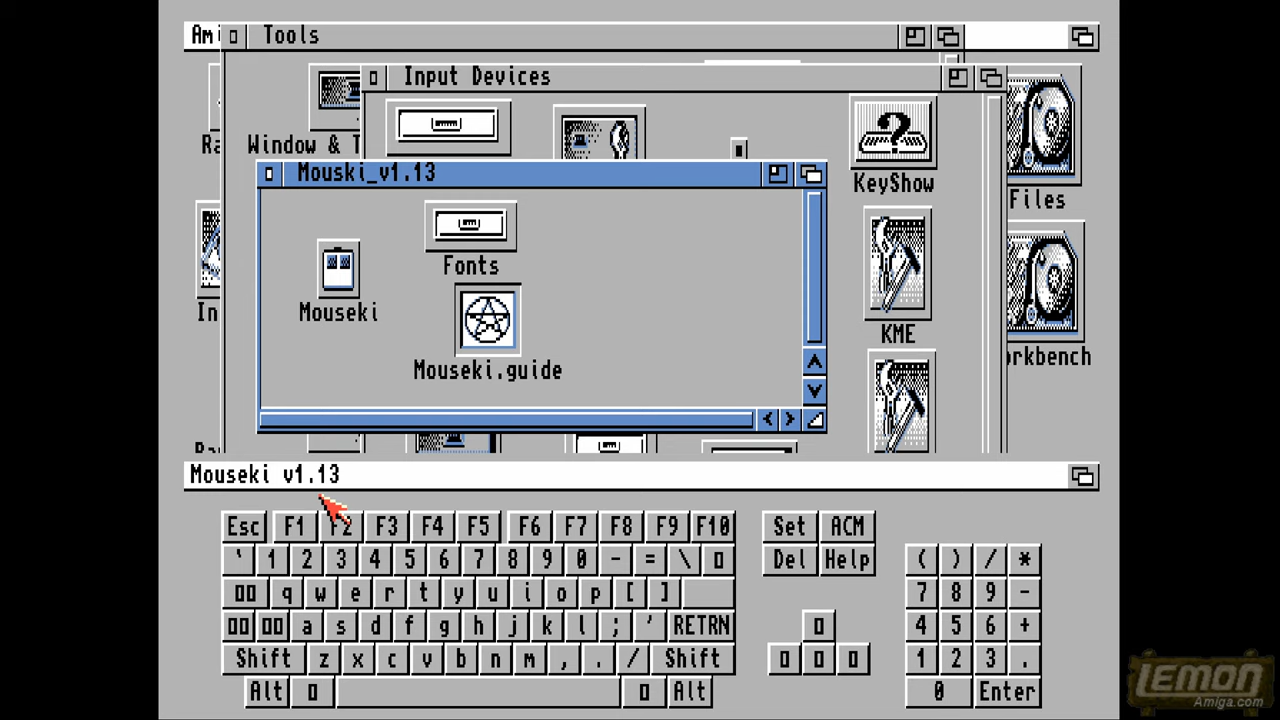 Ami
Tools
Input Devices
Window & T
KeyShow
Files
Mouski_v1.13
Fonts
Mouseki
Mouseki.guide
In
KME
orkbench
Mouseki v1.13
Esc F1 F2 F3 F4 F5 F6 F7 F8 F9 F10 Set ACM
` 1 2 3 4 5 6 7 8 9 0 - = \ Del Help ( ) / *
q w e r t y u i o p [ ] 7 8 9 -
a s d f g h j k l ; ' RETRN 4 5 6 +
Shift z x c v b n m , . / Shift 1 2 3 .
Alt Alt 0 Enter
LEMON
Amiga.com